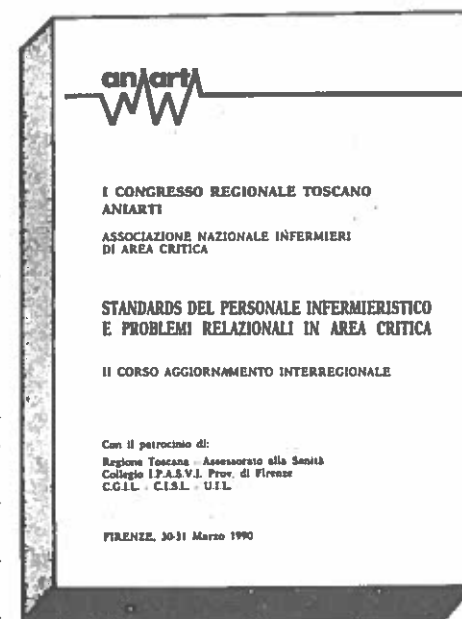 aniarti
I CONGRESSO REGIONALE TOSCANO
ANIARTI
ASSOCIAZIONE NAZIONALE INFERMIERI
DI AREA CRITICA
STANDARDS DEL PERSONALE INFERMIERISTICO
E PROBLEMI RELAZIONALI IN AREA CRITICA
II CORSO AGGIORNAMENTO INTERREGIONALE
Con il patrocinio di:
Regione Toscana - Assessorato alla Sanità
Collegio I.P.A.S.V.I. Prov. di Firenze
C.G.I.L. - C.I.S.L. - U.I.L.
FIRENZE, 30-31 Marzo 1990